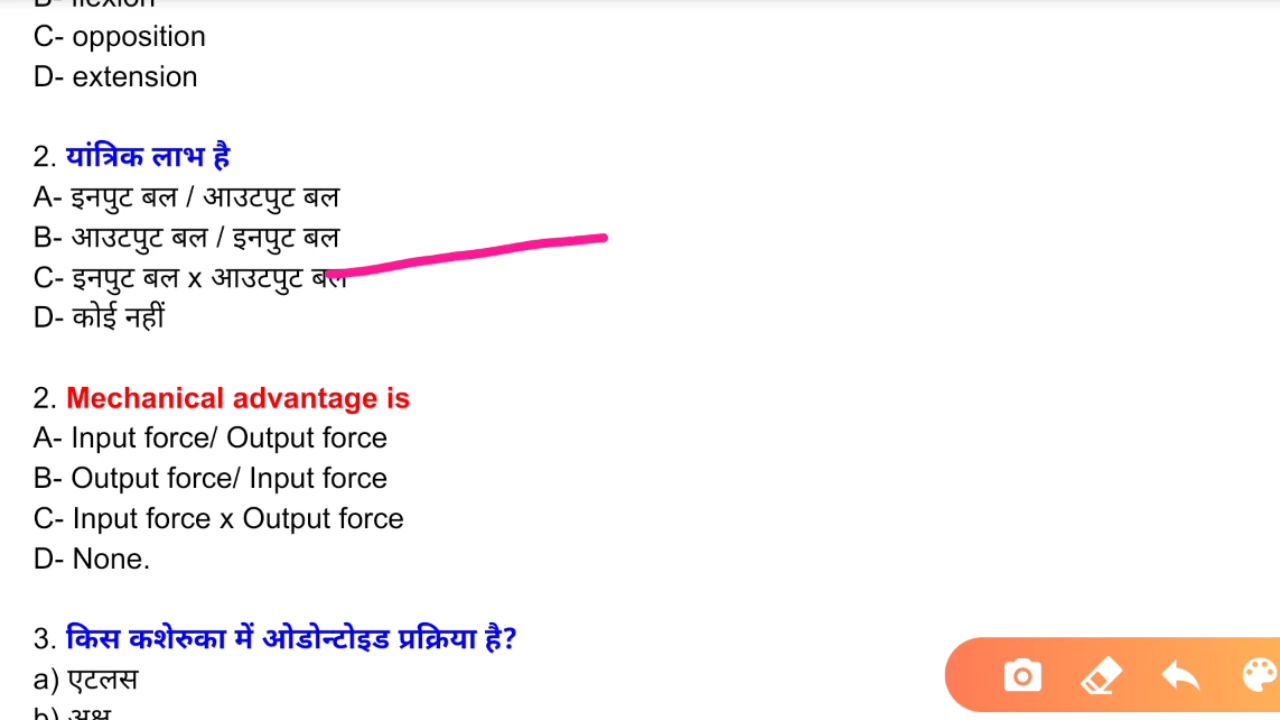 C- opposition
D- extension
2. यांत्रिक लाभ है
A- इनपुट बल / आउटपुट बल
B- आउटपुट बल / इनपुट बल
C- इनपुट बल x आउटपुट बल
D- कोई नहीं
2. Mechanical advantage is
A- Input force/ Output force
B- Output force/ Input force
C- Input force x Output force
D- None.
3. किस कशेरुका में ओडोन्टोइड प्रक्रिया है?
a) एटलस